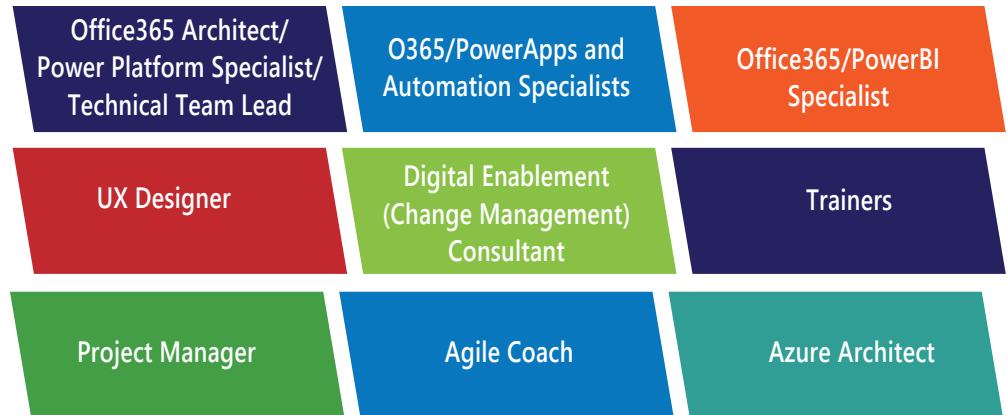 Office365 Architect/
Power Platform Specialist/
Technical Team Lead
O365/PowerApps and
Automation Specialists
Office365/PowerBI
Specialist
UX Designer
Digital Enablement
(Change Management)
Consultant
Trainers
Project Manager
Agile Coach
Azure Architect